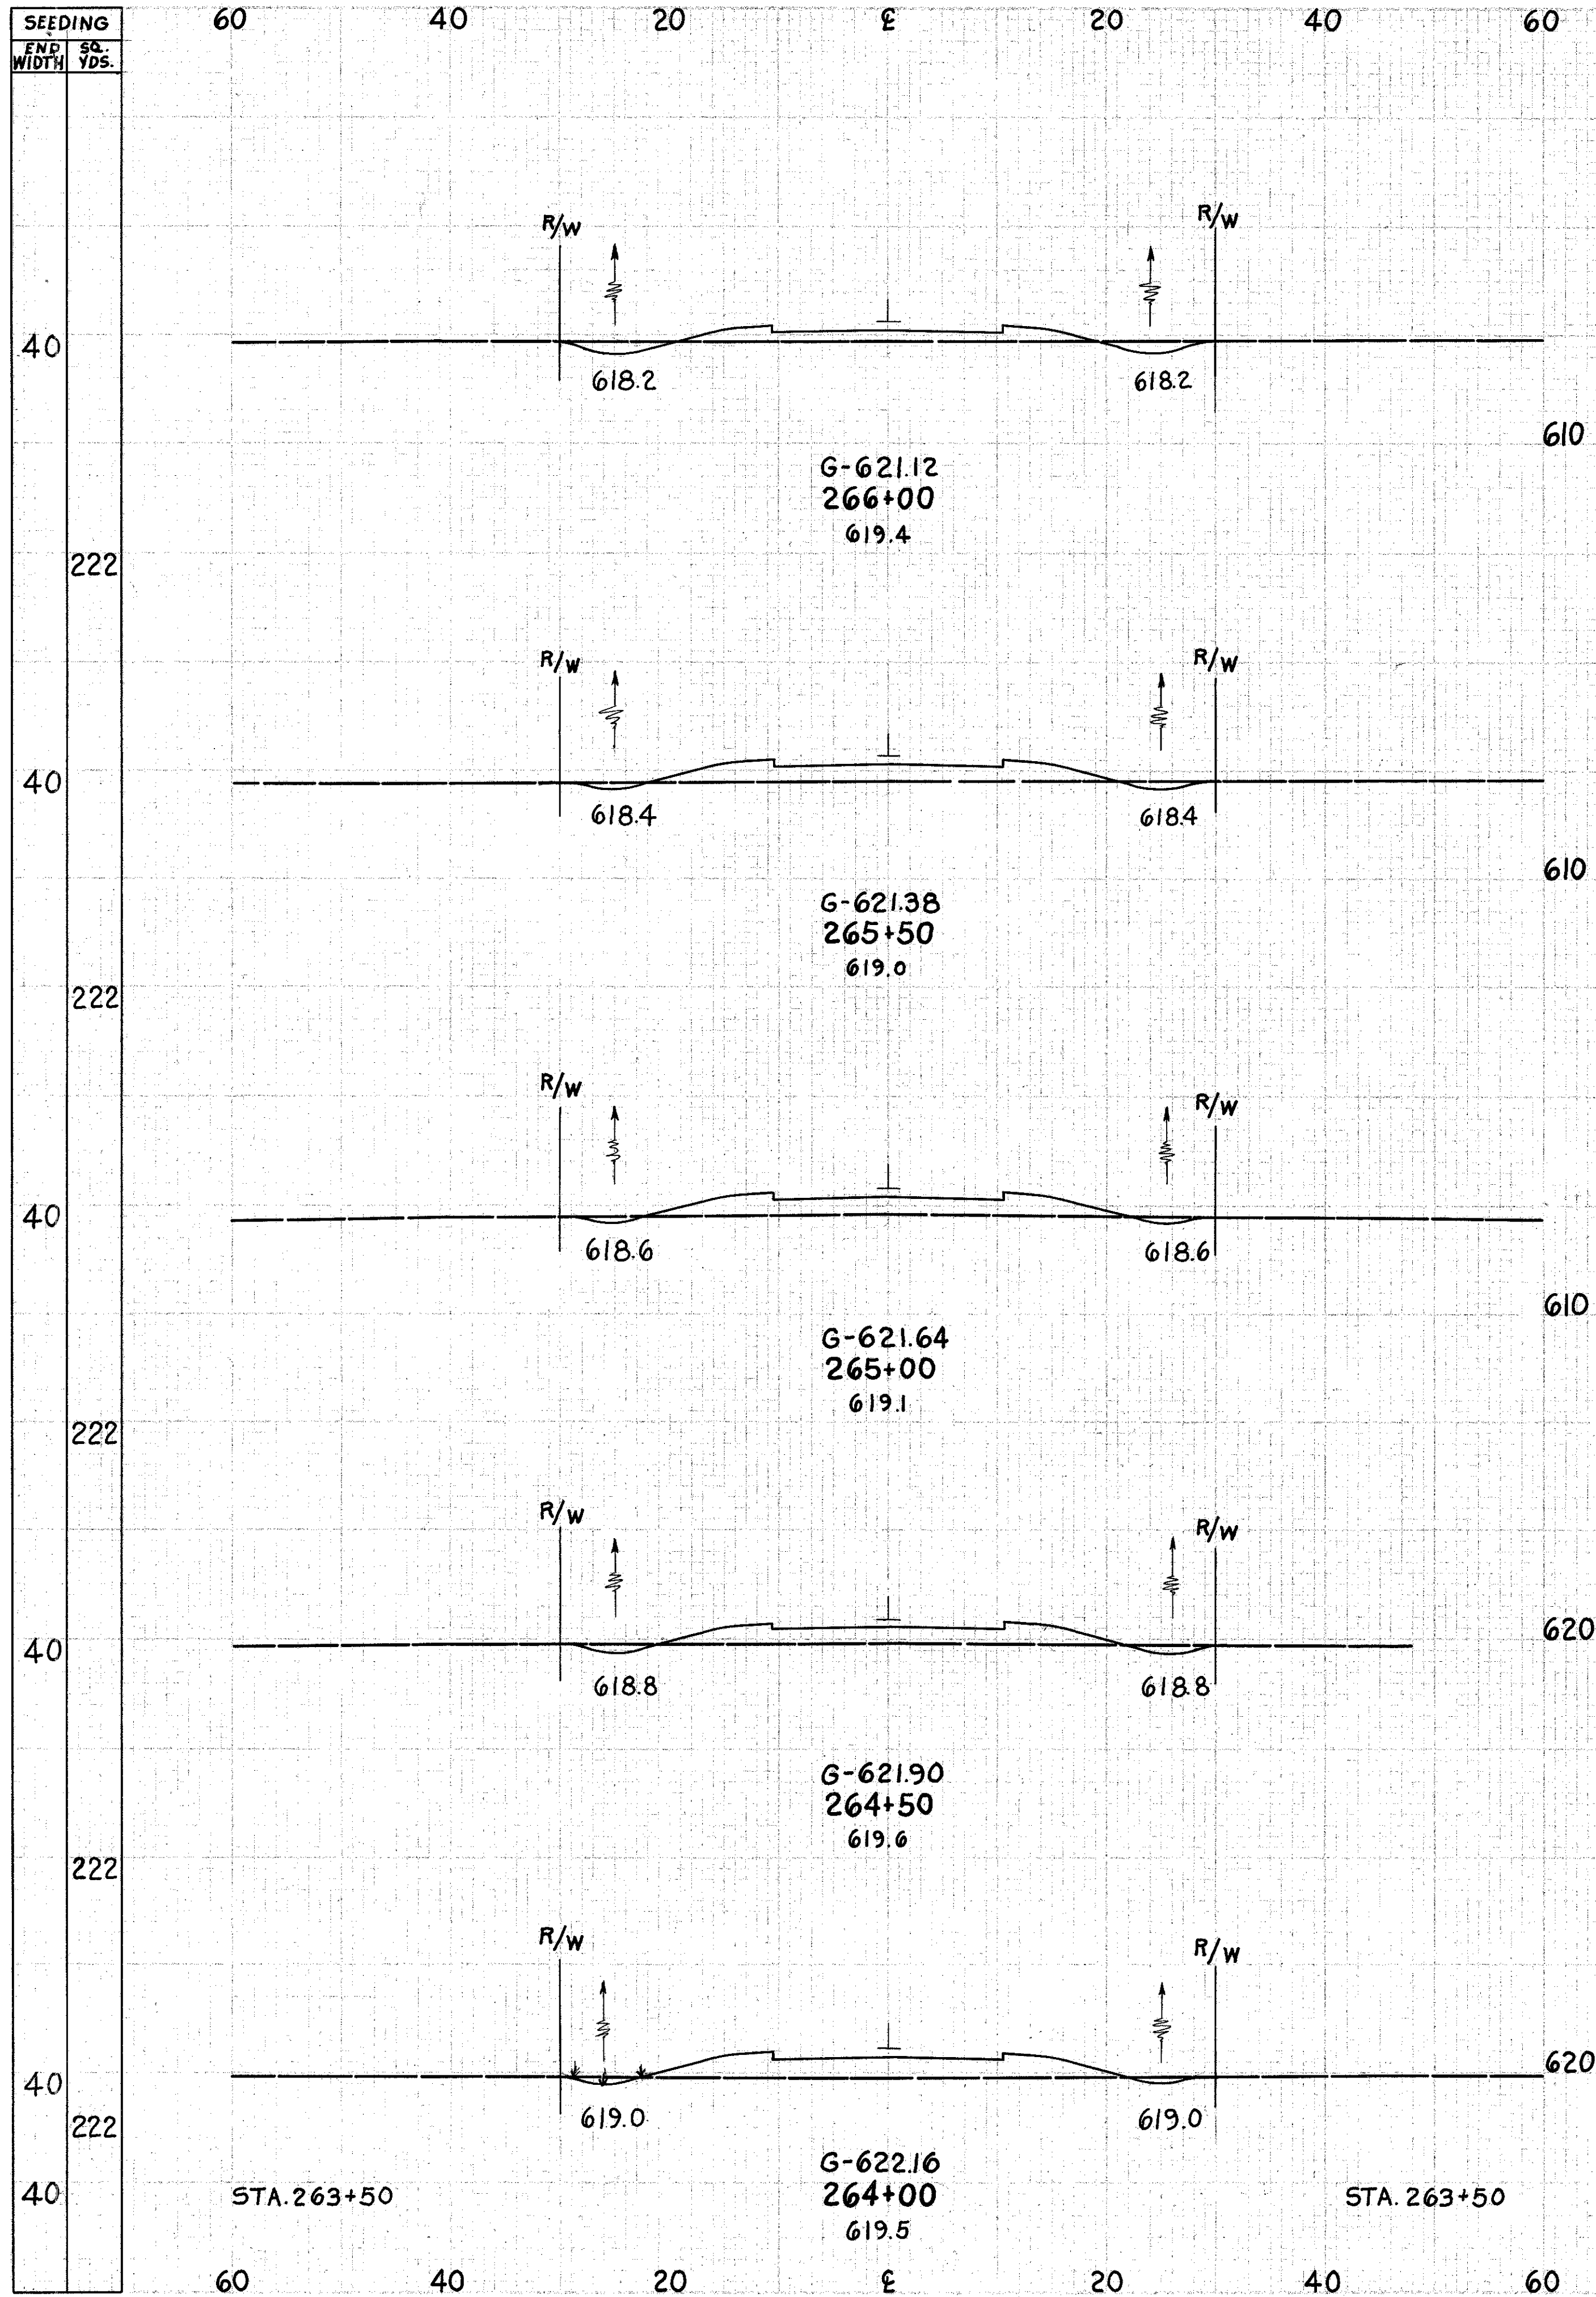 SEEDING
END WIDTH SQ. YDS.
60 40 20 ℄ 20 40 60
R/W R/W
40
618.2 618.2
610
G-621.12
266+00
619.4
222
R/W R/W
40
618.4 618.4
610
G-621.38
265+50
619.0
222
R/W R/W
40
618.6 618.6
610
G-621.64
265+00
619.1
222
R/W R/W
620
40
618.8 618.8
G-621.90
264+50
619.6
222
R/W R/W
620
40
619.0 619.0
222
G-622.16
40 STA. 263+50 264+00 STA. 263+50
619.5
60 40 20 ℄ 20 40 60